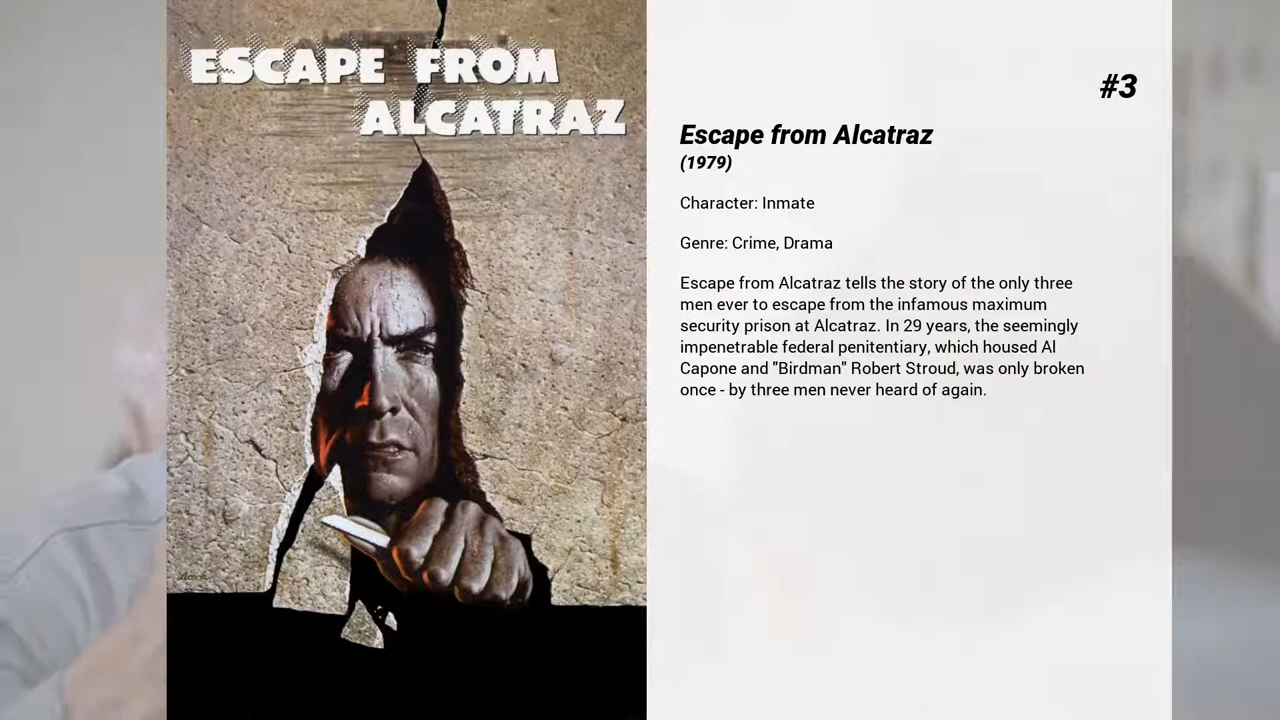 ESCAPE FROM
ALCATRAZ
#3
Escape from Alcatraz
(1979)
Character: Inmate
Genre: Crime, Drama
Escape from Alcatraz tells the story of the only three
men ever to escape from the infamous maximum
security prison at Alcatraz. In 29 years, the seemingly
impenetrable federal penitentiary, which housed Al
Capone and "Birdman" Robert Stroud, was only broken
once - by three men never heard of again.